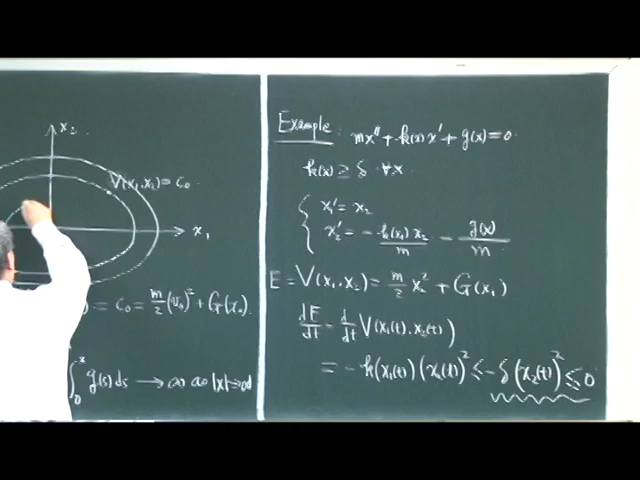 x₂
V(x₁,x₂) = C₀
x₁
) = C₀ = m/2 (v₀)² + G(x₀).
∫₀ˣ g(s)ds → ∞ as |x|→∞
Example: mx'' + k(x)x' + g(x) = 0.
k(x) ≥ δ ∀x
{ x₁' = x₂
x₂' = - k(x₁)x₂/m - g(x)/m
E = V(x₁,x₂) = m/2 x₂² + G(x₁)
dE/dt = d/dt V(x₁(t),x₂(t))
= - k(x₁(t))(x₂(t))² ≤ -δ(x₂(t))² ≤ 0